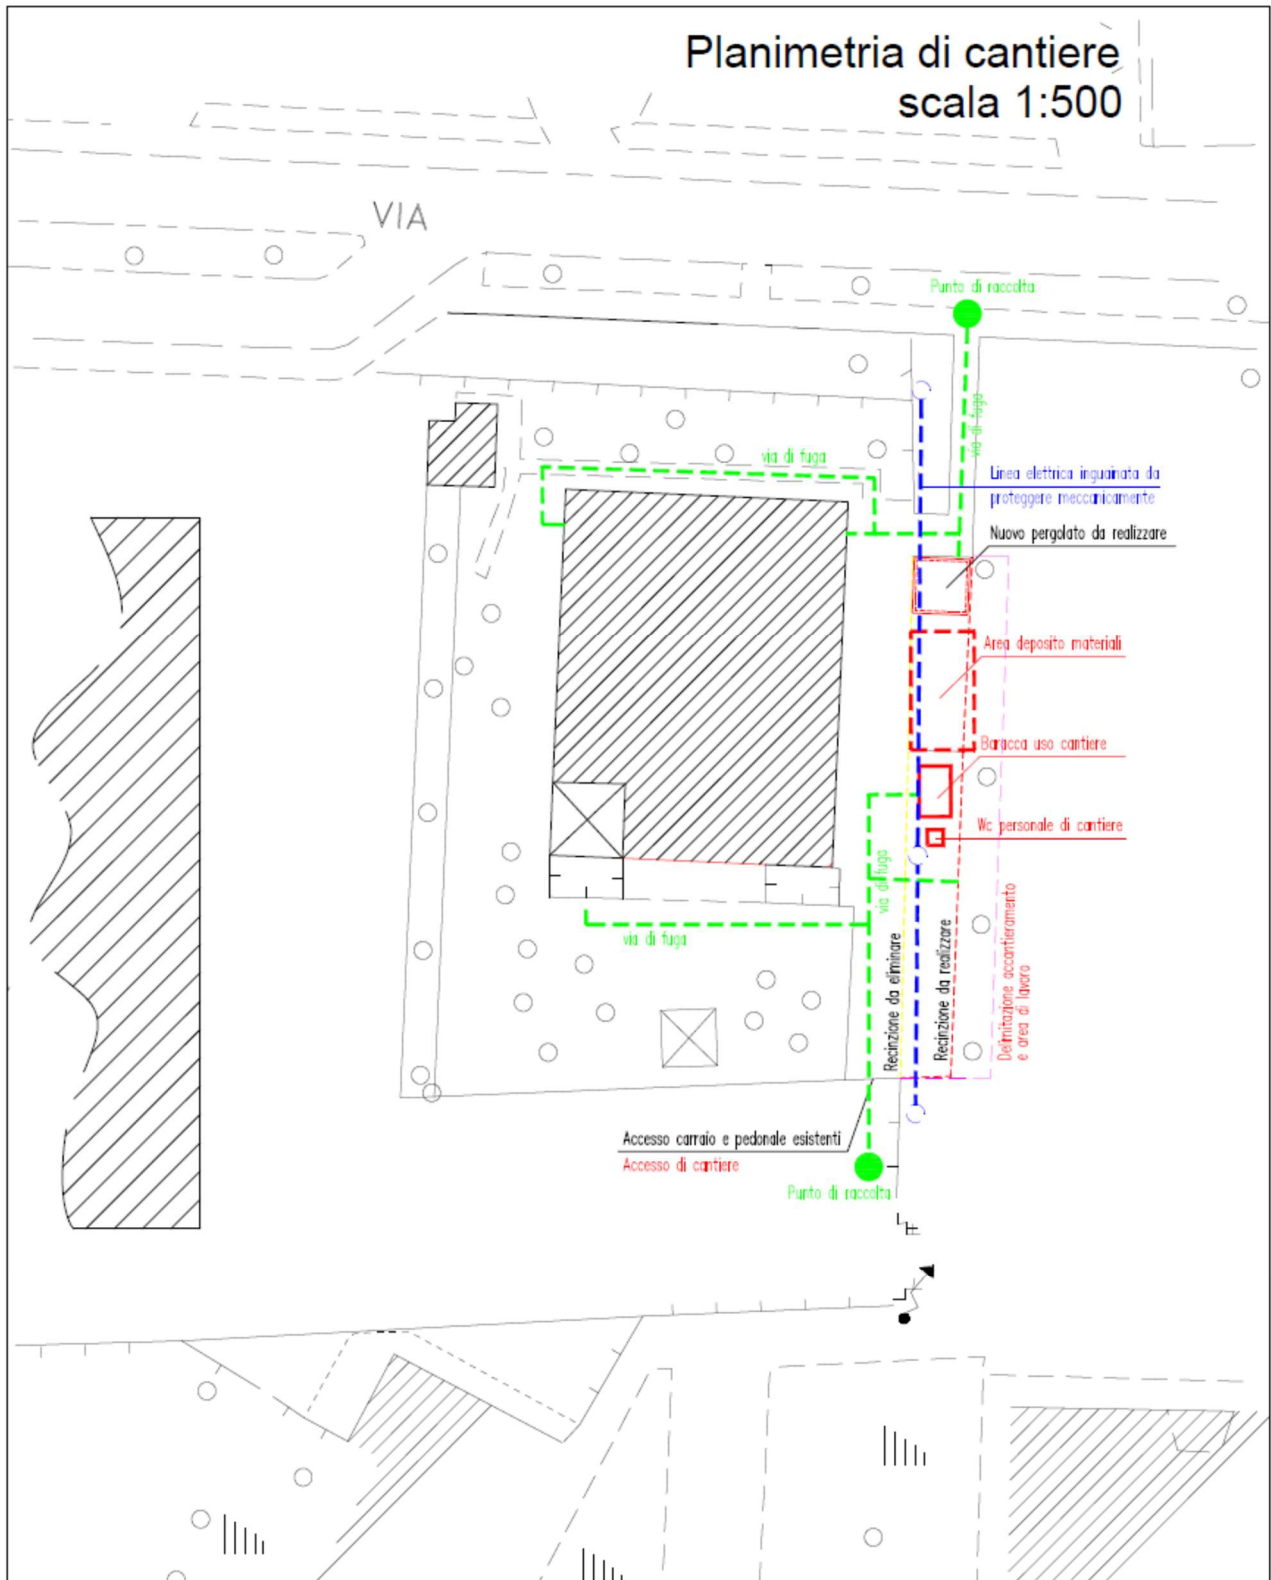 Planimetria di cantiere
scala 1:500
VIA
Punto di raccolta
via di fuga
via di fuga
Linea elettrica inguainata da
proteggere meccanicamente
Nuovo pergolato da realizzare
Area deposito materiali
Baracca uso cantiere
Wc personale di cantiere
via di fuga
via di fuga
Recinzione da eliminare
Recinzione da realizzare
Delimitazione accantieramento
e area di lavoro
Accesso carraio e pedonale esistenti
Accesso di cantiere
Punto di raccolta